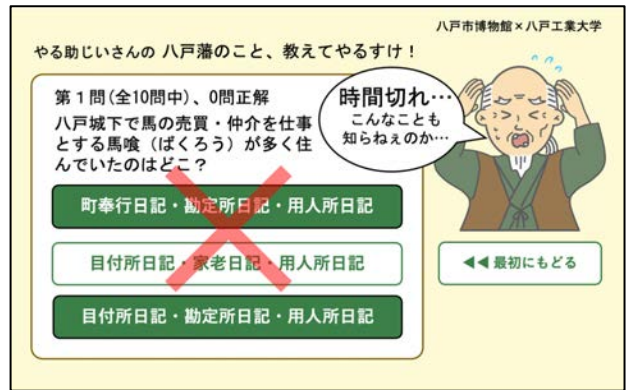 八戸市博物館×八戸工業大学
やる助じいさんの 八戸藩のこと、教えてやるすけ！
第1問(全10問中)、0問正解
八戸城下で馬の売買・仲介を仕事
とする馬喰（ばくろう）が多く住
んでいたのはどこ？
時間切れ…
こんなことも
知らねぇのか…
町奉行日記・勘定所日記・用人所日記
目付所日記・家老日記・用人所日記
目付所日記・勘定所日記・用人所日記
◀◀最初にもどる